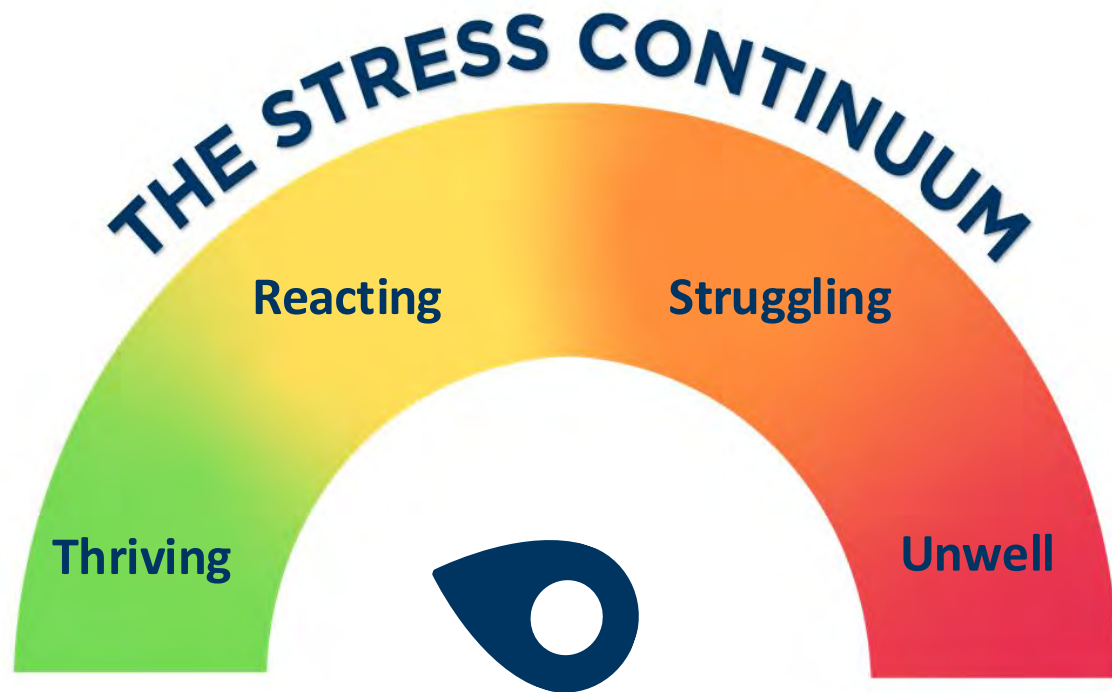 THE STRESS CONTINUUM
Reacting
Struggling
Thriving
Unwell